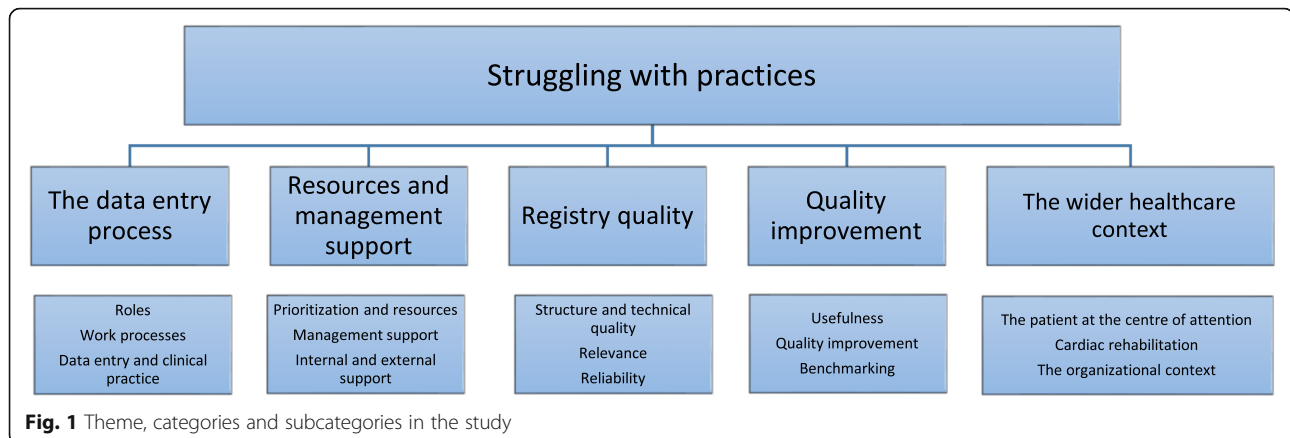 Struggling with practices
The data entry
process
Resources and
management
support
Registry quality
Quality
improvement
The wider healthcare
context
Roles
Work processes
Data entry and clinical
practice
Prioritization and resources
Management support
Internal and external
support
Structure and technical
quality
Relevance
Reliability
Usefulness
Quality improvement
Benchmarking
The patient at the centre of attention
Cardiac rehabilitation
The organizational context
Fig. 1 Theme, categories and subcategories in the study